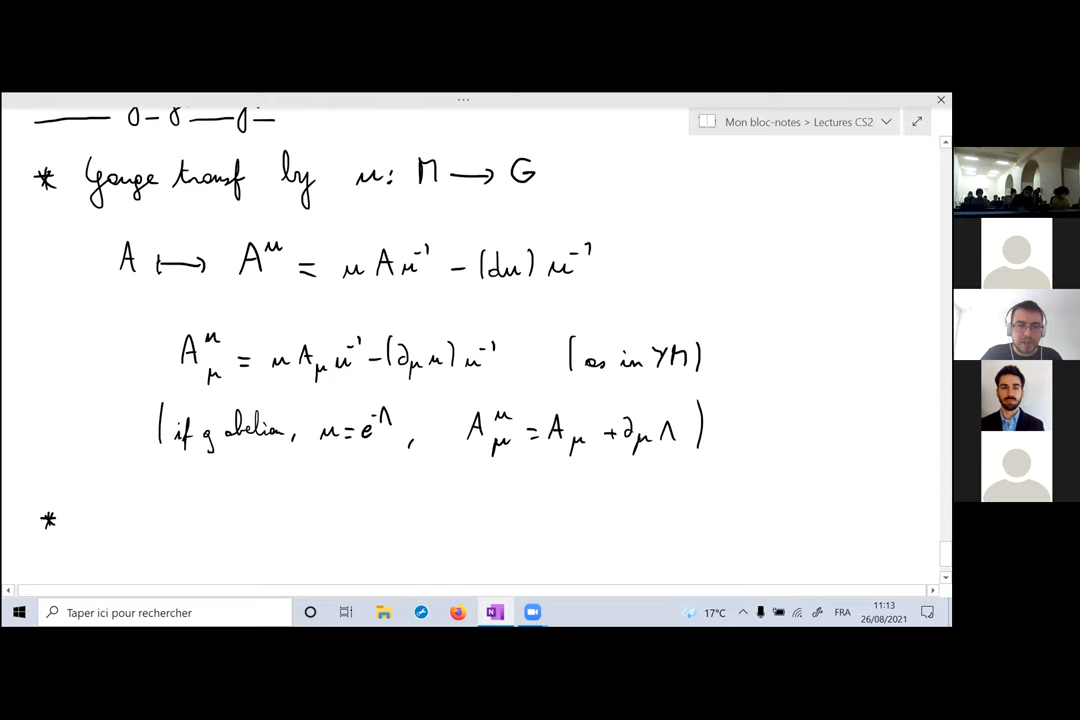 Mon bloc-notes > Lectures CS2
* Gauge transf by u: M ⟶ G
A ⟼ A^u = u A u^{-1} - (du) u^{-1}
A^u_μ = u A_μ u^{-1} - (∂_μ u) u^{-1} (as in YM)
(if g abelian, u = e^{-Λ}, A^u_μ = A_μ + ∂_μ Λ)
*
Taper ici pour rechercher
17°C
FRA
11:13
26/08/2021